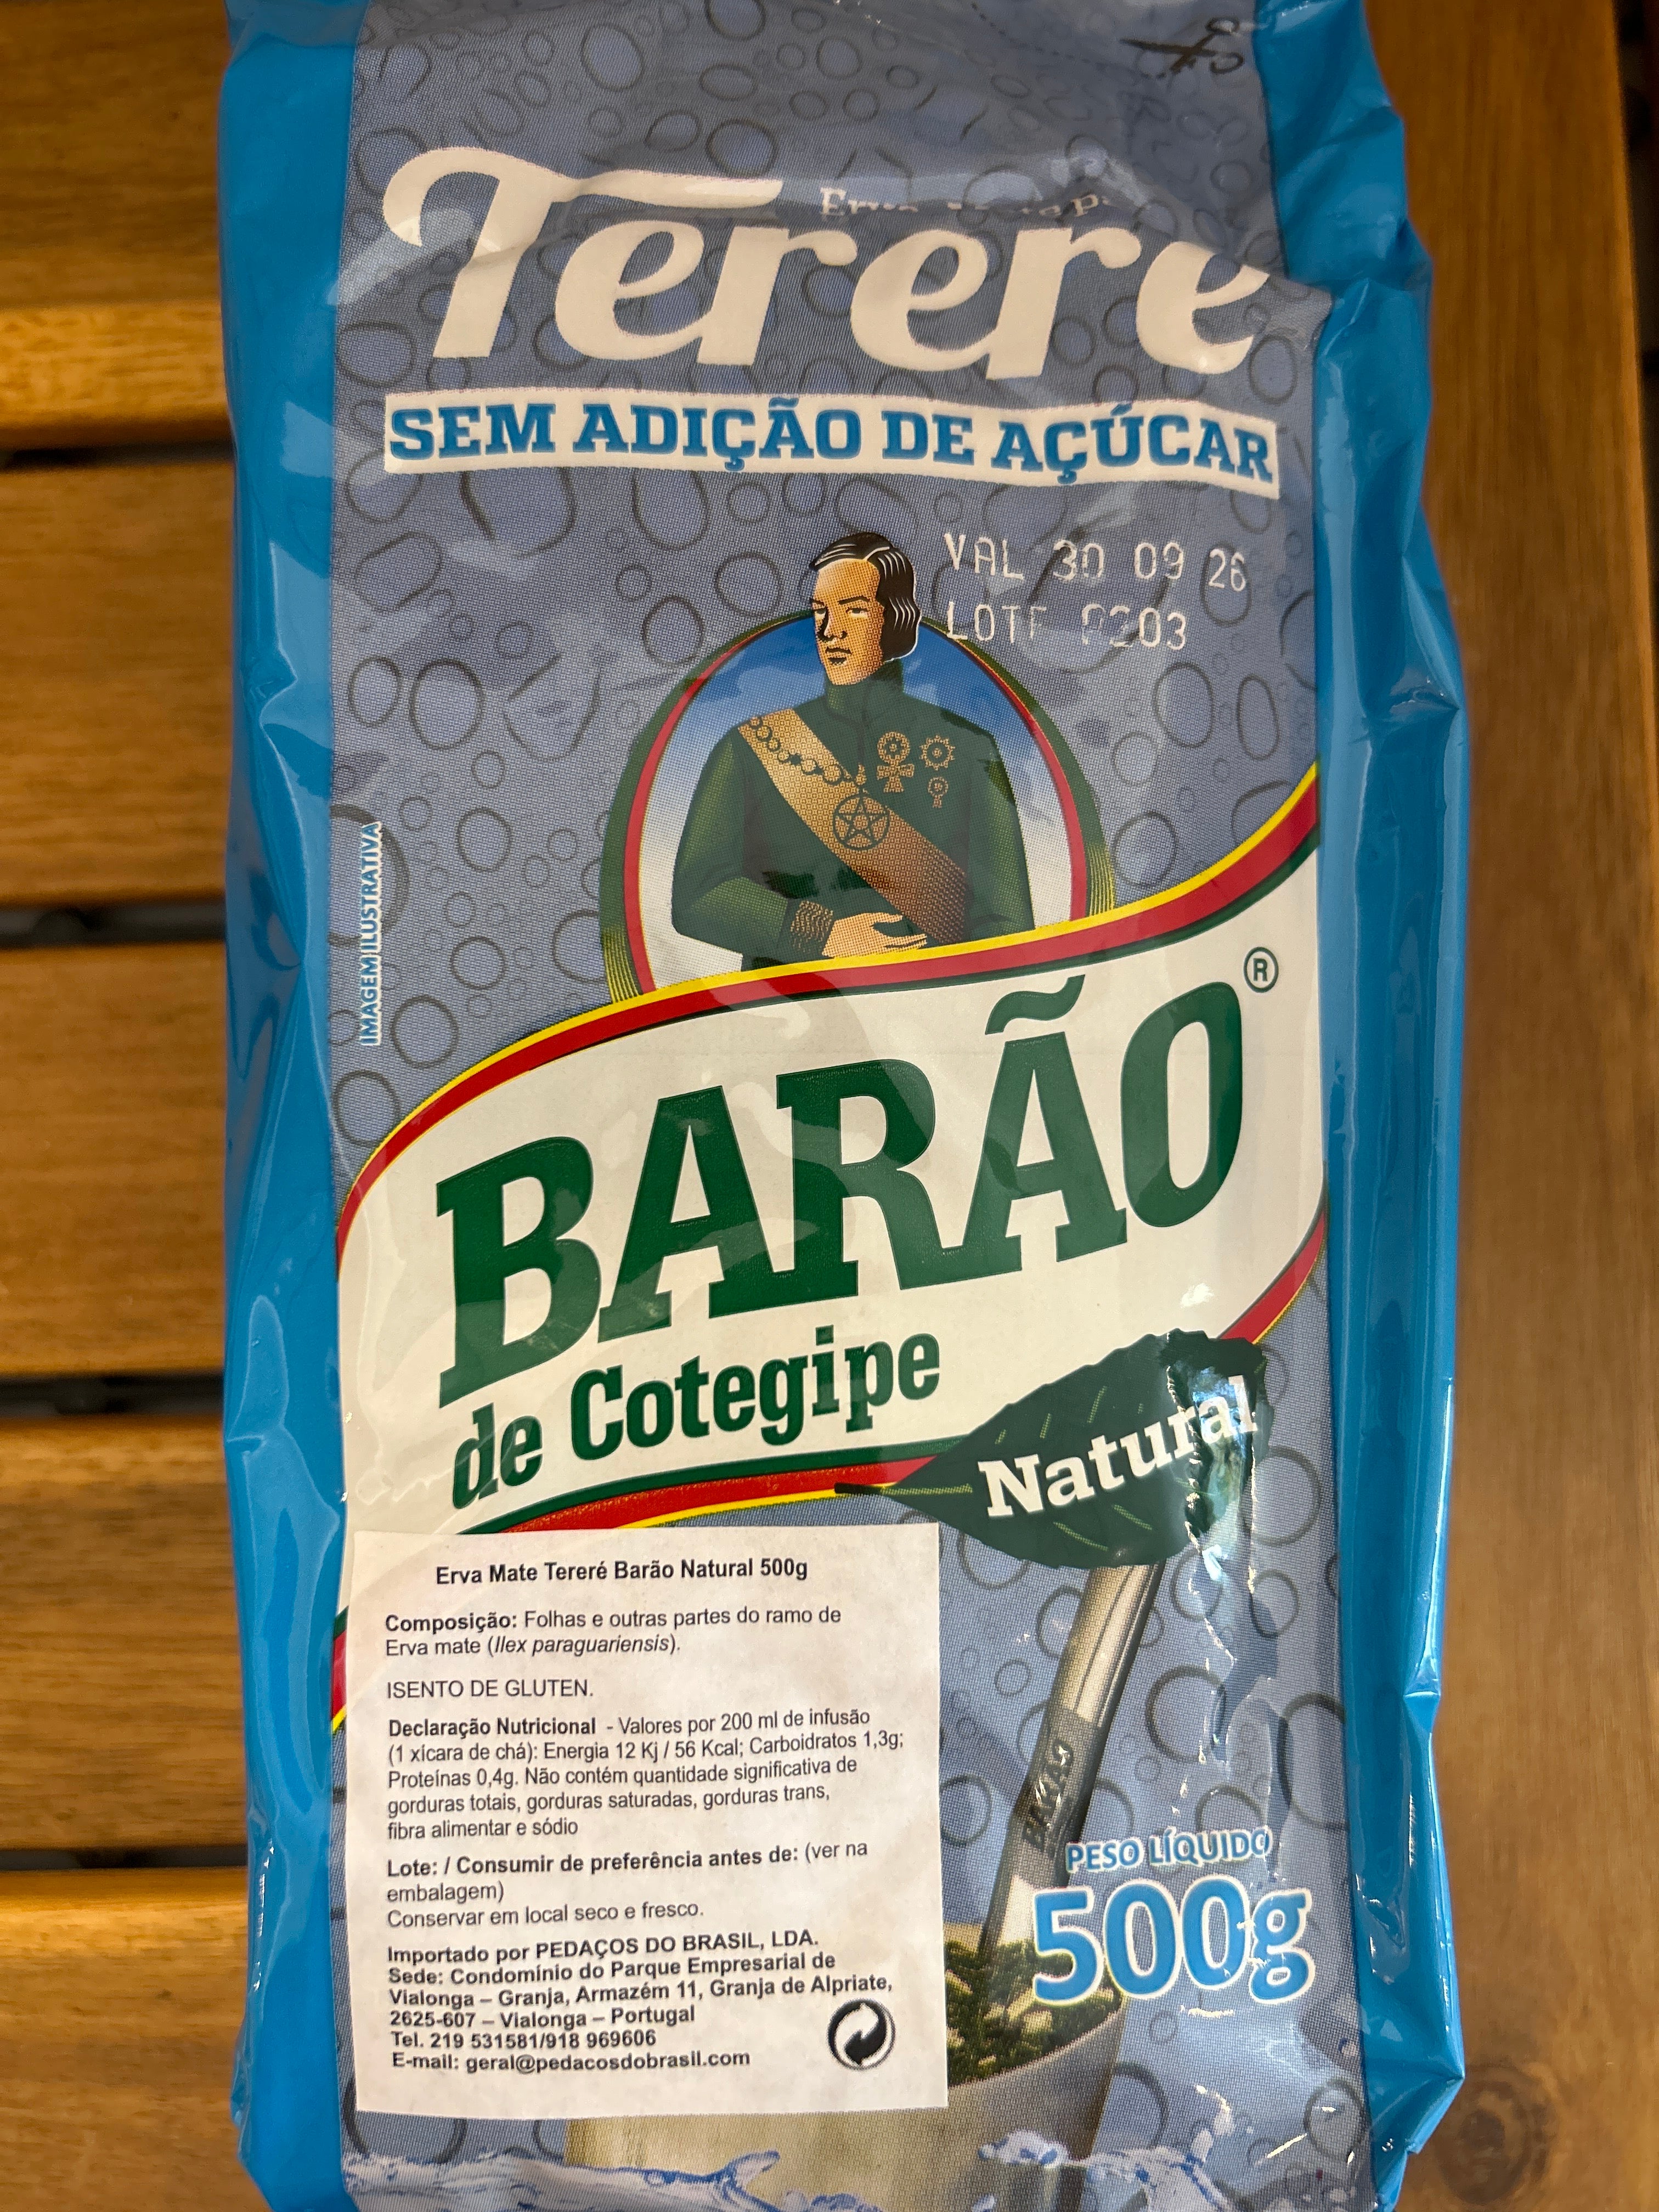 Tereré
SEM ADIÇÃO DE AÇÚCAR
VAL 30 09 26
IMAGEM ILUSTRATIVA
BARÃO®
de Cotegipe
Natural
Erva Mate Tereré Barão Natural 500g
Composição: Folhas e outras partes do ramo de
Erva mate (Ilex paraguariensis).
ISENTO DE GLUTEN.
Declaração Nutricional - Valores por 200 ml de infusão
(1 xícara de chá): Energia 12 Kj / 56 Kcal; Carboidratos 1,3g;
Proteínas 0,4g. Não contém quantidade significativa de
gorduras totais, gorduras saturadas, gorduras trans,
fibra alimentar e sódio
Lote: / Consumir de preferência antes de: (ver na
embalagem)
Conservar em local seco e fresco.
Importado por PEDAÇOS DO BRASIL, LDA.
Sede: Condomínio do Parque Empresarial de
Vialonga – Granja, Armazém 11, Granja de Alpriate,
2625-607 – Vialonga – Portugal
Tel. 219 531581/918 969606
E-mail: geral@pedacosdobrasil.com
PESO LÍQUIDO
500g